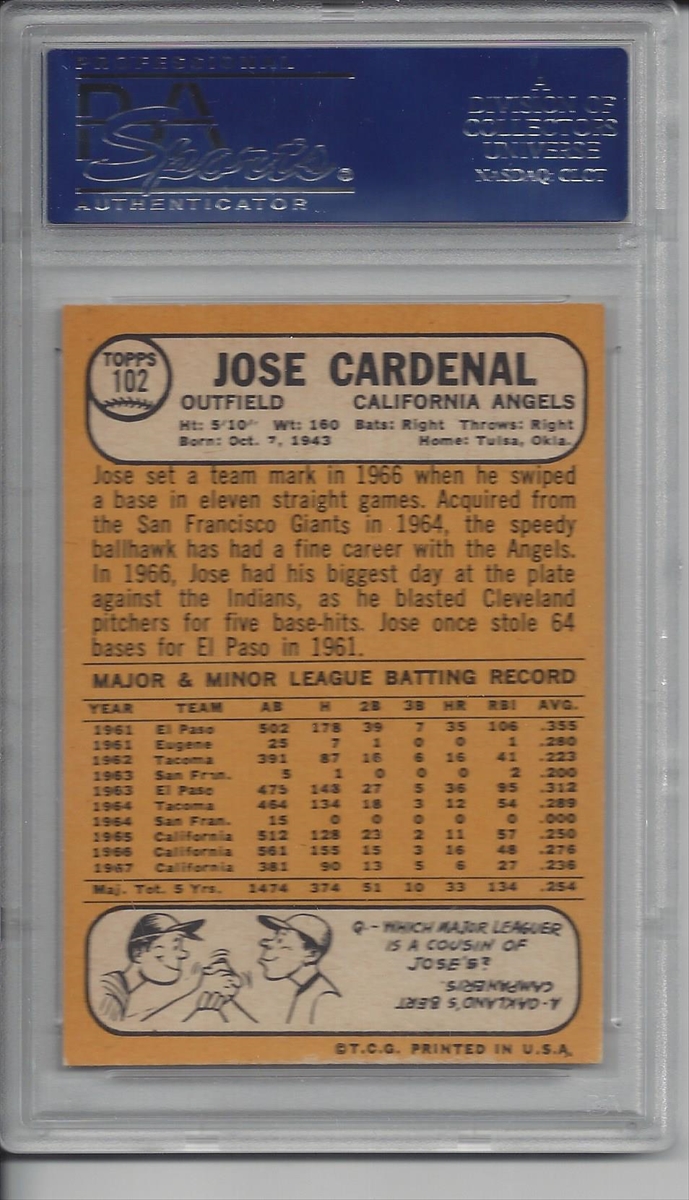 PROFESSIONAL
PSA
Sports®
AUTHENTICATOR
A
DIVISION OF
COLLECTORS
UNIVERSE
NASDAQ: CLCT
TOPPS
102
JOSE CARDENAL
OUTFIELD CALIFORNIA ANGELS
Ht: 5'10" Wt: 160 Bats: Right Throws: Right
Born: Oct. 7, 1943 Home: Tulsa, Okla.
Jose set a team mark in 1966 when he swiped
a base in eleven straight games. Acquired from
the San Francisco Giants in 1964, the speedy
ballhawk has had a fine career with the Angels.
In 1966, Jose had his biggest day at the plate
against the Indians, as he blasted Cleveland
pitchers for five base-hits. Jose once stole 64
bases for El Paso in 1961.
MAJOR & MINOR LEAGUE BATTING RECORD
YEAR TEAM AB H 2B 3B HR RBI AVG.
1961 El Paso 502 178 39 7 35 106 .355
1961 Eugene 25 7 1 0 0 1 .280
1962 Tacoma 391 87 16 6 16 41 .223
1963 San Fran. 5 1 0 0 0 2 .200
1963 El Paso 475 148 27 5 36 95 .312
1964 Tacoma 464 134 18 3 12 54 .289
1964 San Fran. 15 0 0 0 0 0 .000
1965 California 512 128 23 2 11 57 .250
1966 California 561 155 15 3 16 48 .276
1967 California 381 90 13 5 6 27 .236
Maj. Tot. 5 Yrs. 1474 374 51 10 33 134 .254
Q-WHICH MAJOR LEAGUER
IS A COUSIN OF
JOSE'S?
A-OAKLAND'S BERT
CAMPANERIS.
©T.C.G. PRINTED IN U.S.A.